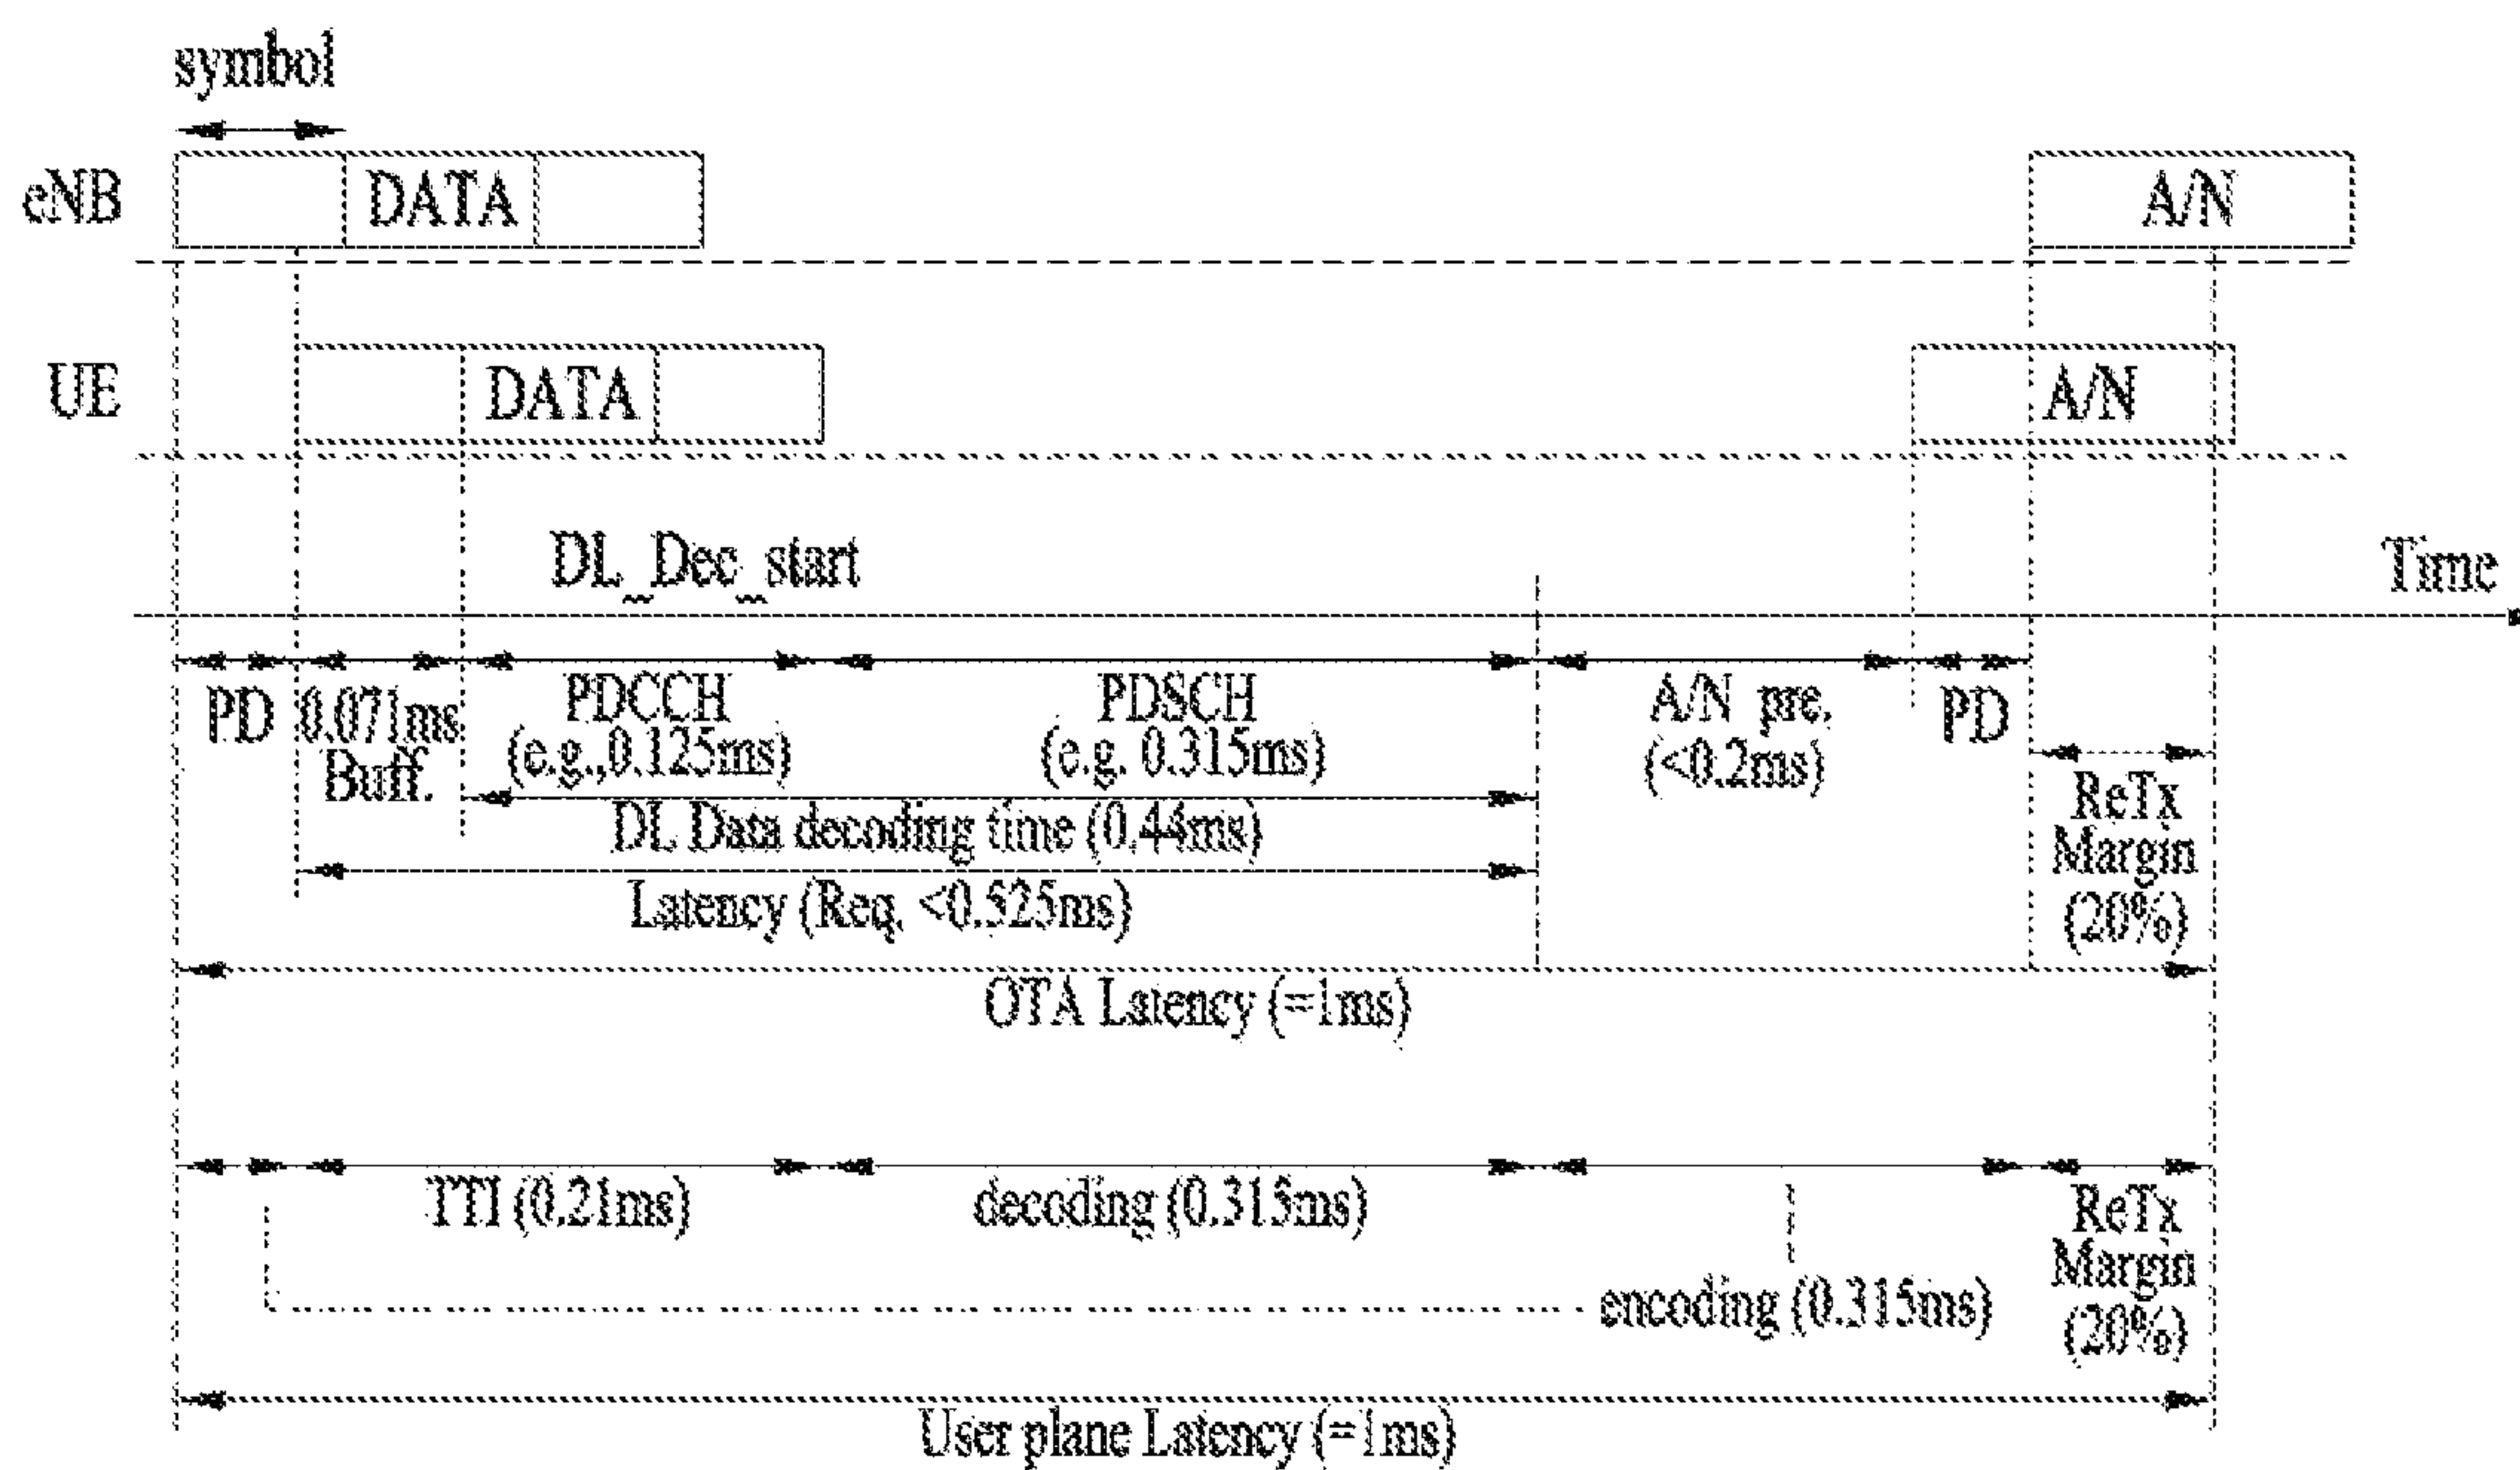 symbol
eNB
DATA
A/N
UE
DATA
A/N
DL_Dec_start
Time
PD
0.071ms
Buff.
PDCCH
(e.g.,0.125ms)
PDSCH
(e.g. 0.315ms)
A/N pre.
(<0.2ms)
PD
DL Data decoding time (0.44ms)
Latency (Req. <0.525ms)
ReTx
Margin
(20%)
OTA Latency (=1ms)
TTI (0.21ms)
decoding (0.315ms)
encoding (0.315ms)
ReTx
Margin
(20%)
User plane Latency (=1ms)